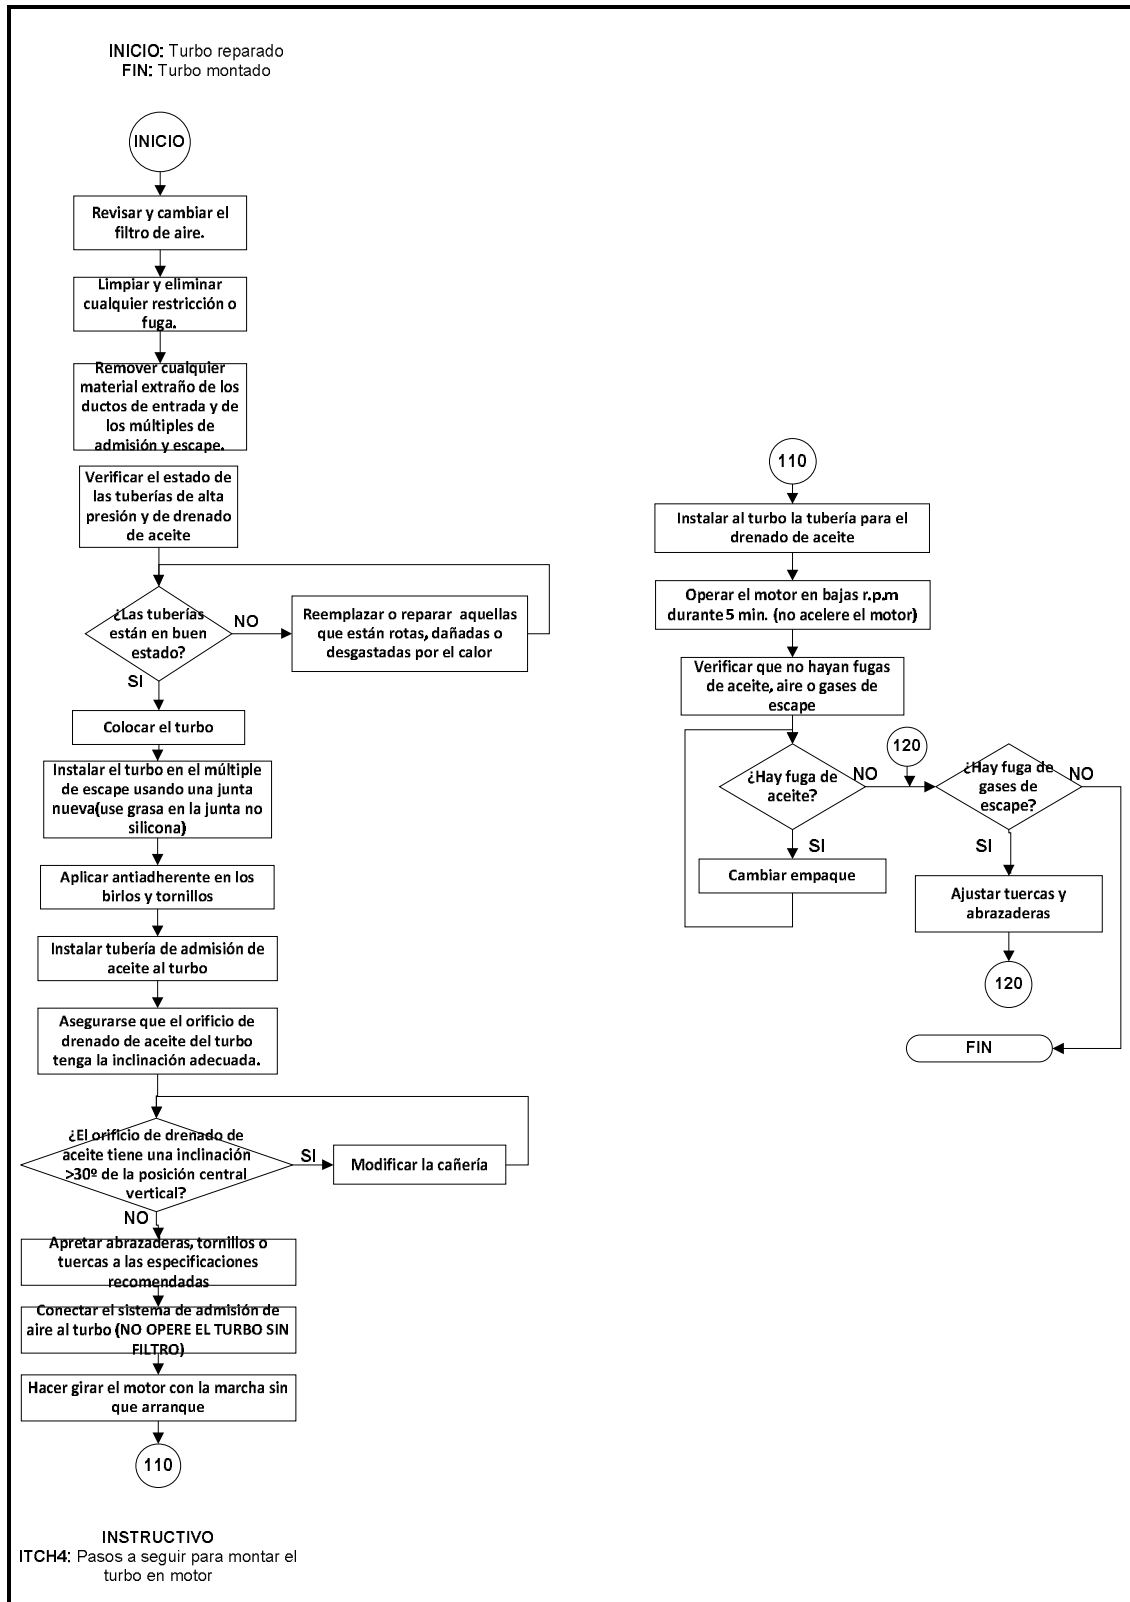 INICIO: Turbo reparado
FIN: Turbo montado
INICIO
Revisar y cambiar el
filtro de aire.
Limpiar y eliminar
cualquier restricción o
fuga.
Remover cualquier
material extraño de los
ductos de entrada y de
los múltiples de
admisión y escape.
Verificar el estado de
las tuberías de alta
presión y de drenado
de aceite
¿Las tuberías
están en buen
estado?
NO
Reemplazar o reparar aquellas
que están rotas, dañadas o
desgastadas por el calor
SI
Colocar el turbo
Instalar el turbo en el múltiple
de escape usando una junta
nueva(use grasa en la junta no
silicona)
Aplicar antiadherente en los
birlos y tornillos
Instalar tubería de admisión de
aceite al turbo
Asegurarse que el orificio de
drenado de aceite del turbo
tenga la inclinación adecuada.
¿El orificio de drenado de
aceite tiene una inclinación
>30º de la posición central
vertical?
SI
Modificar la cañería
NO
Apretar abrazaderas, tornillos o
tuercas a las especificaciones
recomendadas
Conectar el sistema de admisión de
aire al turbo (NO OPERE EL TURBO SIN
FILTRO)
Hacer girar el motor con la marcha sin
que arranque
110
INSTRUCTIVO
ITCH4: Pasos a seguir para montar el
turbo en motor
110
Instalar al turbo la tubería para el
drenado de aceite
Operar el motor en bajas r.p.m
durante 5 min. (no acelere el motor)
Verificar que no hayan fugas
de aceite, aire o gases de
escape
¿Hay fuga de
aceite?
NO
120
SI
Cambiar empaque
¿Hay fuga de
gases de
escape?
NO
SI
Ajustar tuercas y
abrazaderas
120
FIN